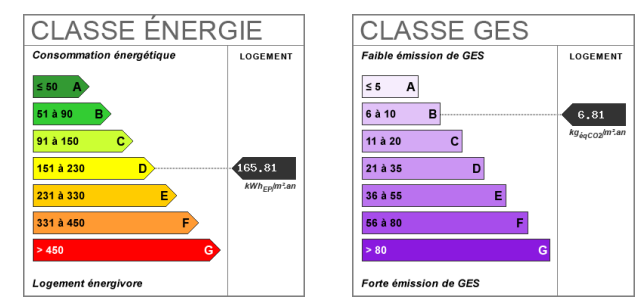 CLASSE ÉNERGIE
Consommation énergétique
LOGEMENT
≤ 50 A
51 à 90 B
91 à 150 C
151 à 230 D
165.81
kWhEP/m².an
231 à 330 E
331 à 450 F
> 450 G
Logement énergivore
CLASSE GES
Faible émission de GES
LOGEMENT
≤ 5 A
6 à 10 B
6.81
kgéqCO2/m².an
11 à 20 C
21 à 35 D
36 à 55 E
56 à 80 F
> 80 G
Forte émission de GES